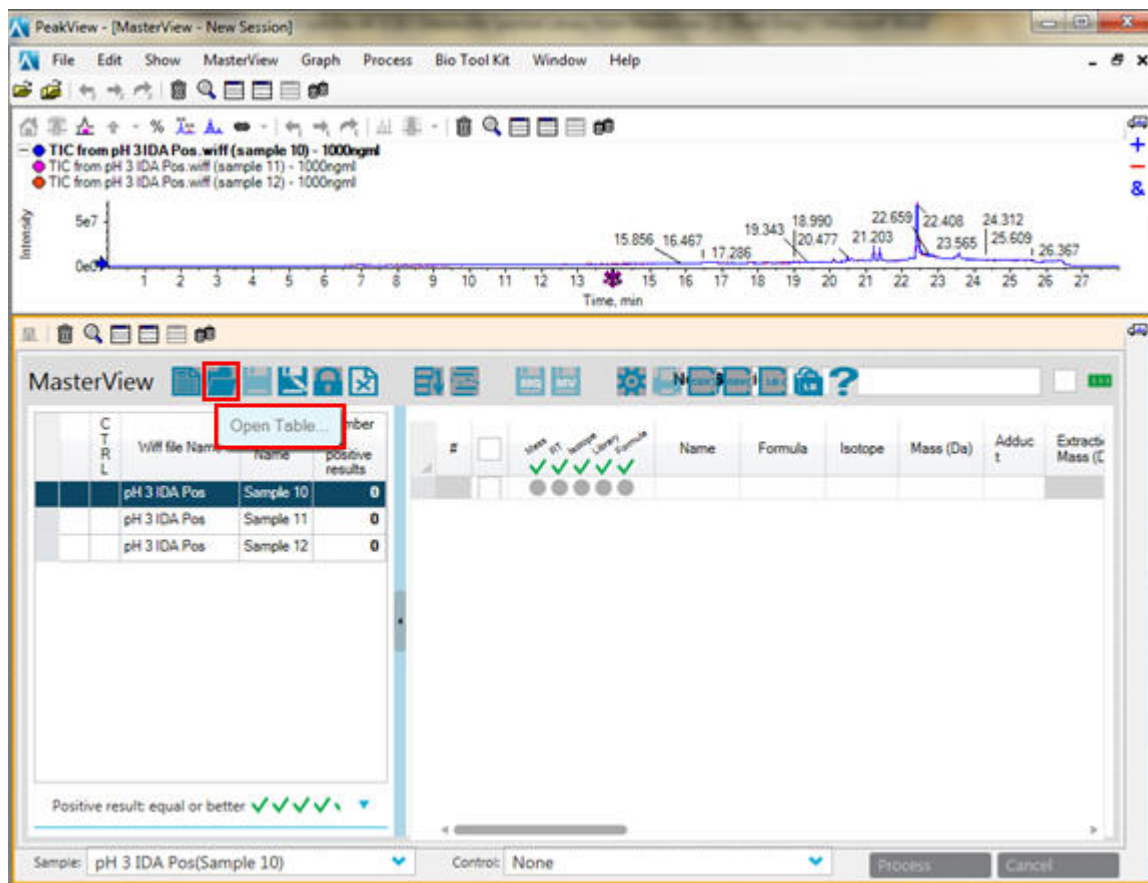 PeakView - [MasterView - New Session]
File Edit Show MasterView Graph Process Bio Tool Kit Window Help
TIC from pH 3 IDA Pos.wiff (sample 10) - 1000ngml
TIC from pH 3 IDA Pos.wiff (sample 11) - 1000ngml
TIC from pH 3 IDA Pos.wiff (sample 12) - 1000ngml
Intensity
5e7
0e0
15.856 16.467 17.286 19.343 18.990 20.477 21.203 22.659 22.408 23.565 24.312 25.609 26.367
1 2 3 4 5 6 7 8 9 10 11 12 13 15 16 17 18 19 20 21 22 23 24 25 26 27
Time, min
MasterView
Open Table...
CTRL Wiff file Name Name positive results
# Mass RT Isotope Library Formula Name Formula Isotope Mass (Da) Adduct Mass (D
pH 3 IDA Pos Sample 10 0
pH 3 IDA Pos Sample 11 0
pH 3 IDA Pos Sample 12 0
Positive result: equal or better
Sample: pH 3 IDA Pos(Sample 10) Control: None Process Cancel